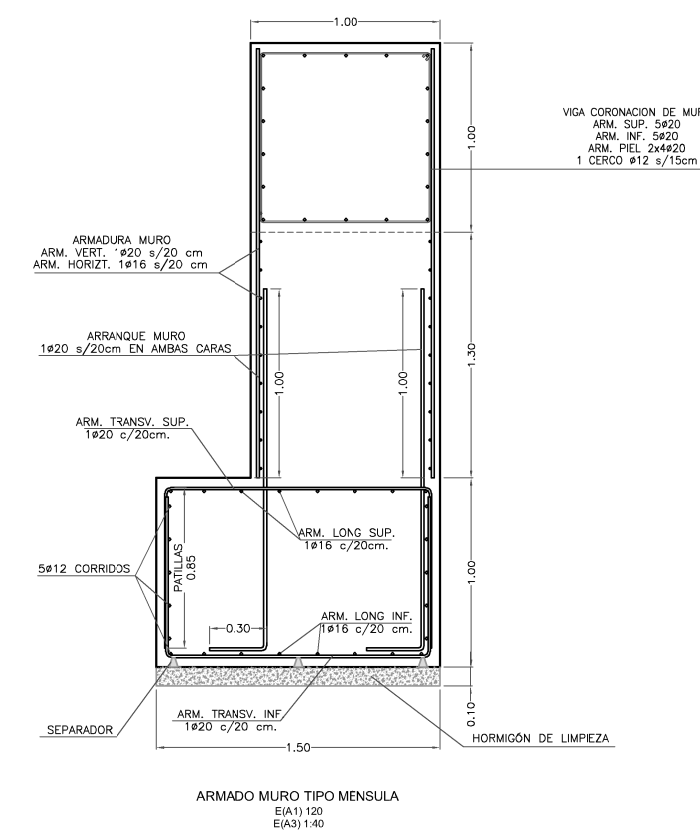 1.00
VIGA CORONACION DE MUR
ARM. SUP. 5ø20
ARM. INF. 5ø20
ARM. PIEL 2x4ø20
1 CERCO ø12 s/15cm
1.00
ARMADURA MURO
ARM. VERT. 1ø20 s/20 cm
ARM. HORIZT. 1ø16 s/20 cm
ARRANQUE MURO
1ø20 s/20cm EN AMBAS CARAS
1.00
1.00
1.30
ARM. TRANSV. SUP.
1ø20 c/20cm.
ARM. LONG SUP.
1ø16 c/20cm.
PATILLAS
0.85
5ø12 CORRIDOS
1.00
0.30
ARM. LONG INF.
1ø16 c/20 cm.
ARM. TRANSV. INF.
1ø20 c/20 cm.
0.10
SEPARADOR
HORMIGÓN DE LIMPIEZA
1.50
ARMADO MURO TIPO MENSULA
E(A1) 120
E(A3) 1:40